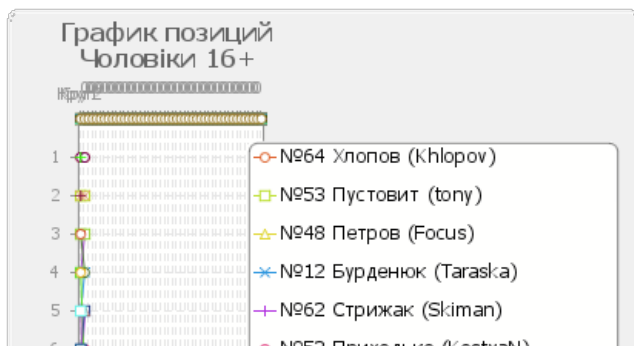 График позиций
Чоловіки 16+
1
№64 Хлопов (Khlopov)
2
№53 Пустовит (tony)
3
№48 Петров (Focus)
4
№12 Бурденюк (Taraska)
5
№62 Стрижак (Skiman)